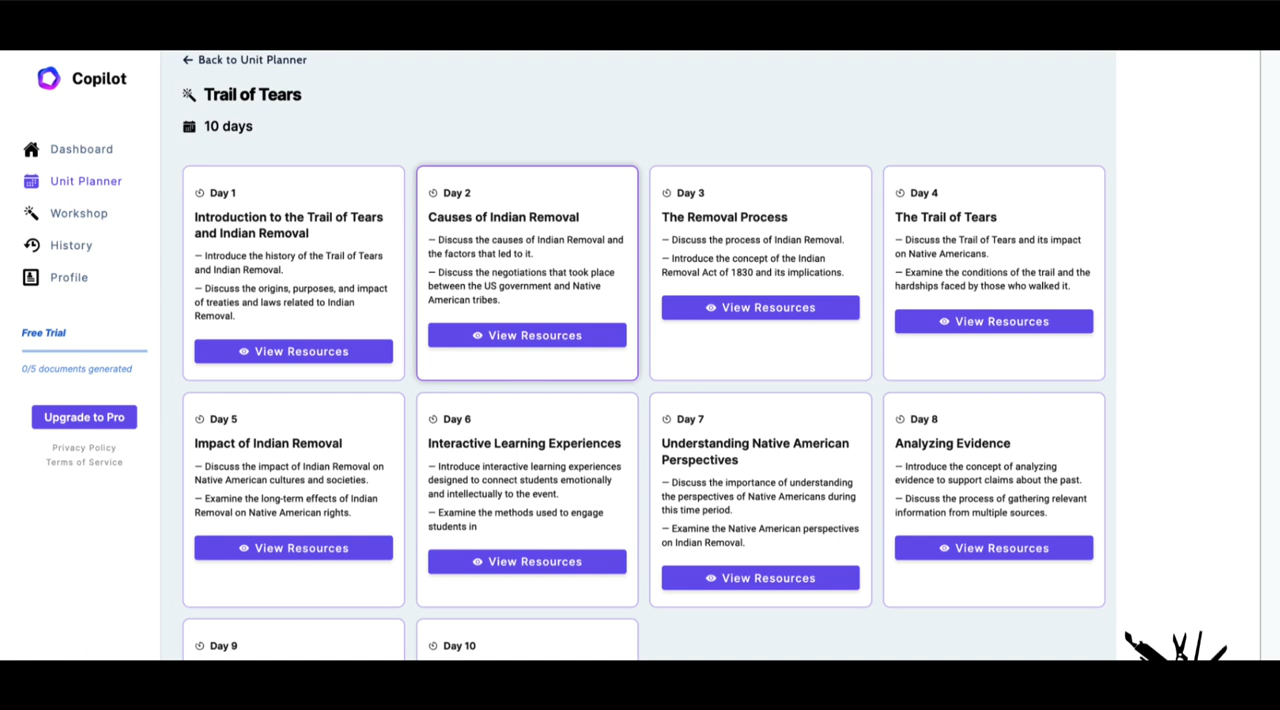 Copilot
Dashboard
Unit Planner
Workshop
History
Profile
Free Trial
0/5 documents generated
Upgrade to Pro
Privacy Policy
Terms of Service
← Back to Unit Planner
Trail of Tears
10 days
Day 1
Introduction to the Trail of Tears
and Indian Removal
— Introduce the history of the Trail of Tears
and Indian Removal.
— Discuss the origins, purposes, and impact
of treaties and laws related to Indian
Removal.
View Resources
Day 2
Causes of Indian Removal
— Discuss the causes of Indian Removal and
the factors that led to it.
— Discuss the negotiations that took place
between the US government and Native
American tribes.
View Resources
Day 3
The Removal Process
— Discuss the process of Indian Removal.
— Introduce the concept of the Indian
Removal Act of 1830 and its implications.
View Resources
Day 4
The Trail of Tears
— Discuss the Trail of Tears and its impact
on Native Americans.
— Examine the conditions of the trail and the
hardships faced by those who walked it.
View Resources
Day 5
Impact of Indian Removal
— Discuss the impact of Indian Removal on
Native American cultures and societies.
— Examine the long-term effects of Indian
Removal on Native American rights.
View Resources
Day 6
Interactive Learning Experiences
— Introduce interactive learning experiences
designed to connect students emotionally
and intellectually to the event.
— Examine the methods used to engage
students in
View Resources
Day 7
Understanding Native American
Perspectives
— Discuss the importance of understanding
the perspectives of Native Americans during
this time period.
— Examine the Native American perspectives
on Indian Removal.
View Resources
Day 8
Analyzing Evidence
— Introduce the concept of analyzing
evidence to support claims about the past.
— Discuss the process of gathering relevant
information from multiple sources.
View Resources
Day 9
Day 10